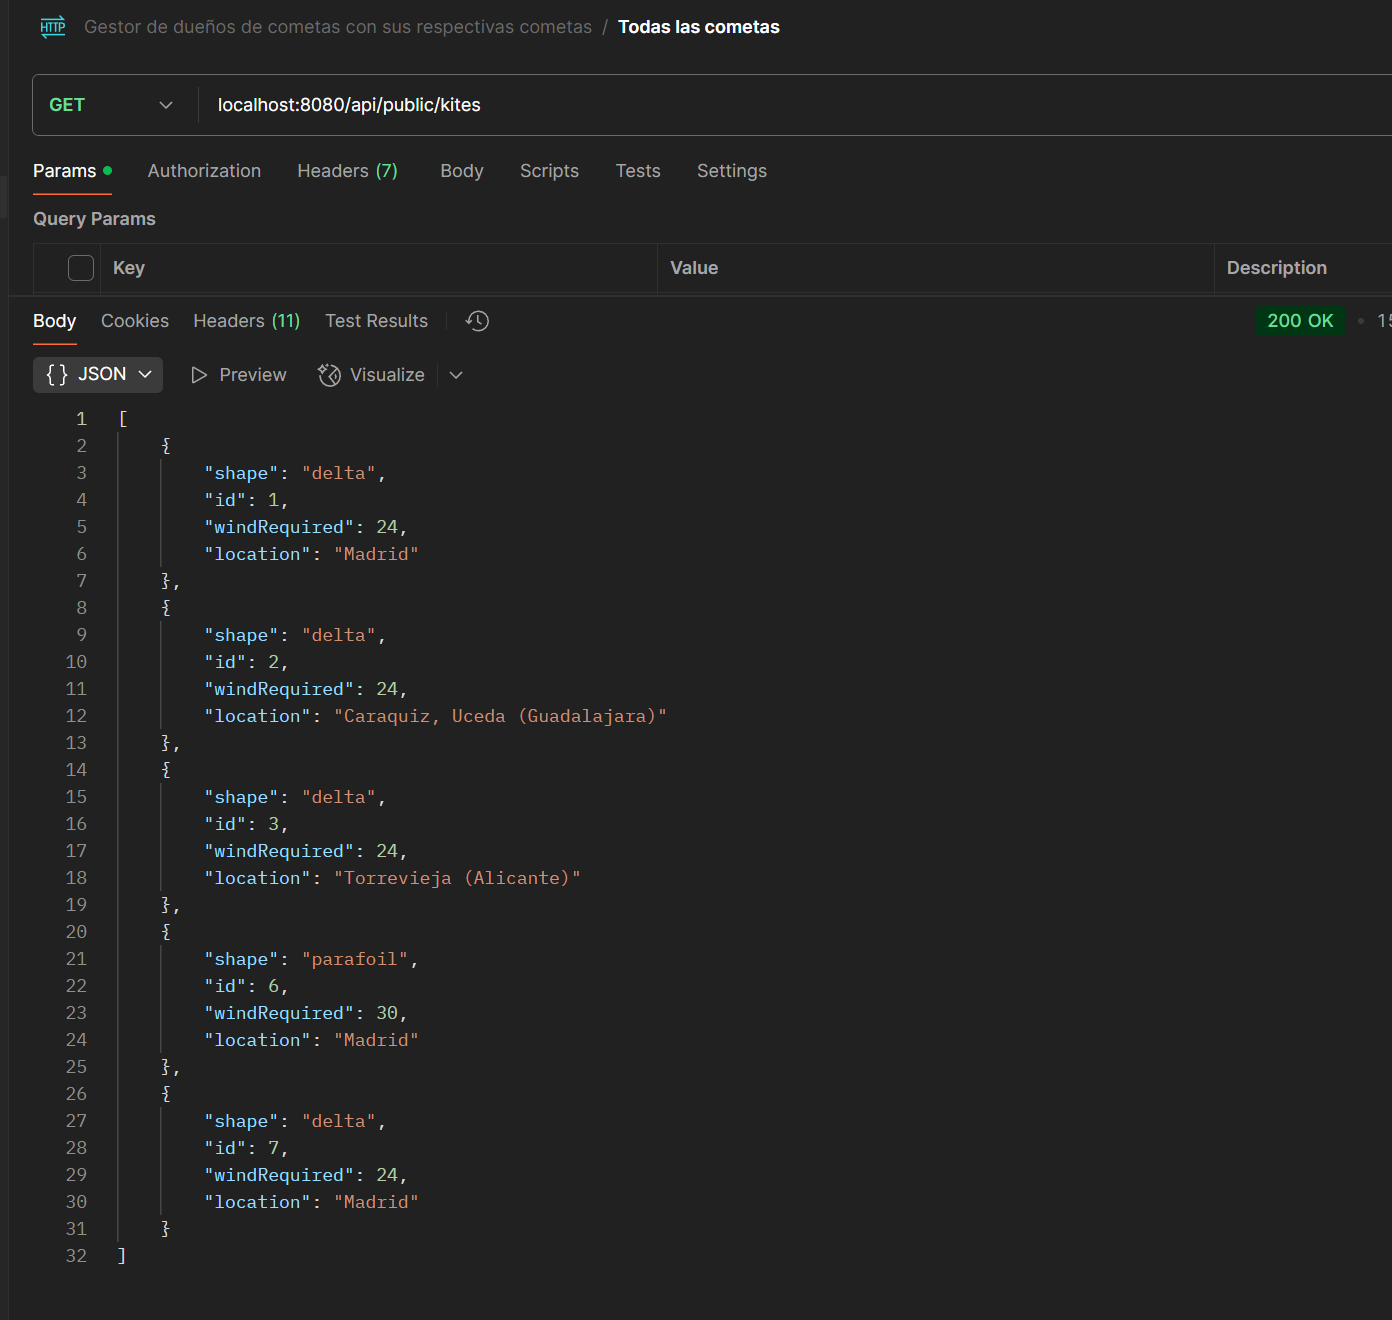 HTTP Gestor de dueños de cometas con sus respectivas cometas / Todas las cometas
GET localhost:8080/api/public/kites
Params Authorization Headers (7) Body Scripts Tests Settings
Query Params
Key Value Description
Body Cookies Headers (11) Test Results 200 OK
{ } JSON Preview Visualize
1 [
2 {
3 "shape": "delta",
4 "id": 1,
5 "windRequired": 24,
6 "location": "Madrid"
7 },
8 {
9 "shape": "delta",
10 "id": 2,
11 "windRequired": 24,
12 "location": "Caraquiz, Uceda (Guadalajara)"
13 },
14 {
15 "shape": "delta",
16 "id": 3,
17 "windRequired": 24,
18 "location": "Torrevieja (Alicante)"
19 },
20 {
21 "shape": "parafoil",
22 "id": 6,
23 "windRequired": 30,
24 "location": "Madrid"
25 },
26 {
27 "shape": "delta",
28 "id": 7,
29 "windRequired": 24,
30 "location": "Madrid"
31 }
32 ]